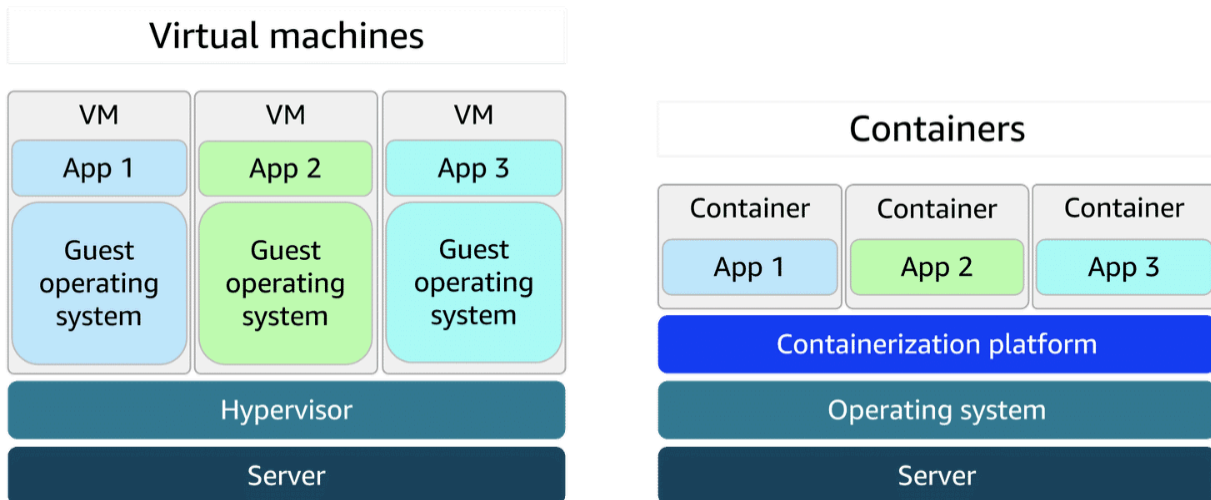 Virtual machines
VM
App 1
Guest
operating
system
VM
App 2
Guest
operating
system
VM
App 3
Guest
operating
system
Hypervisor
Server
Containers
Container
App 1
Container
App 2
Container
App 3
Containerization platform
Operating system
Server